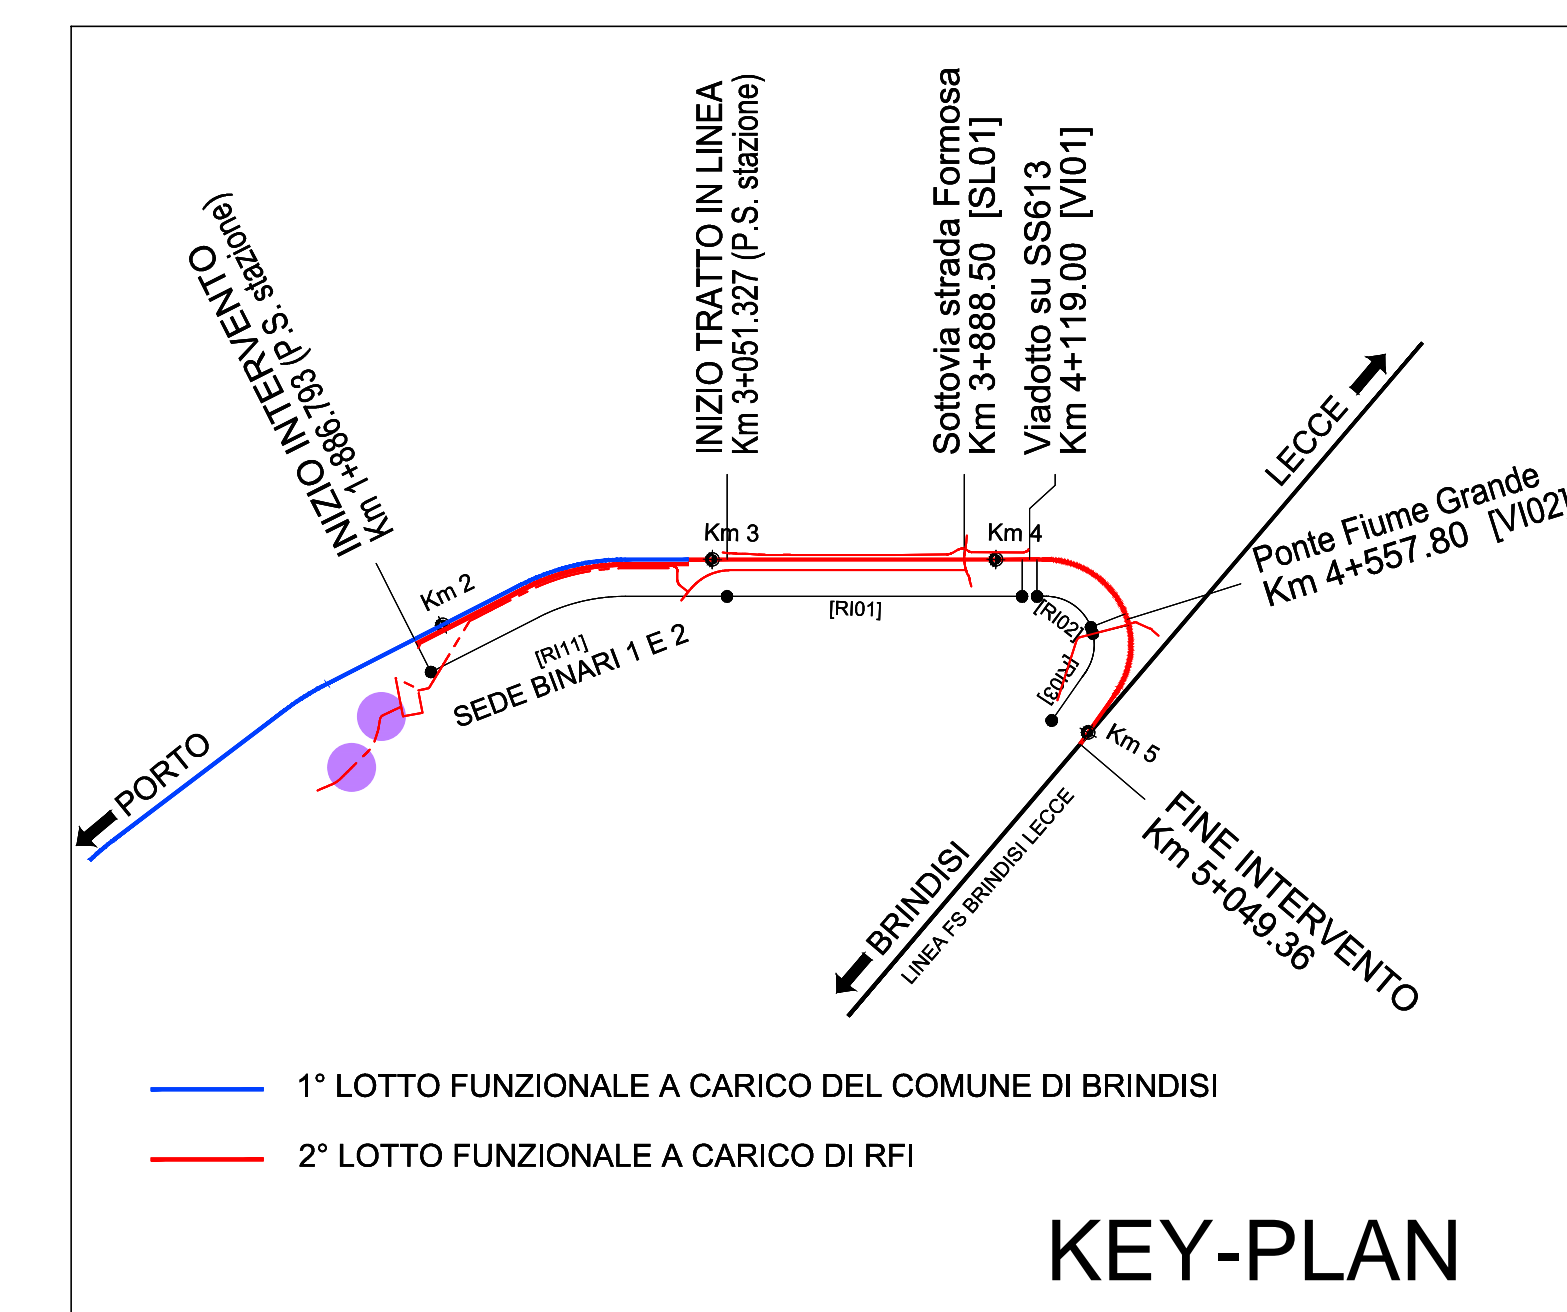 INIZIO INTERVENTO
Km 1+886.793 (P.S. stazione)
INIZIO TRATTO IN LINEA
Km 3+051.327 (P.S. stazione)
Sottovia strada Formosa
Km 3+888.50 [SL01]
Viadotto su SS613
Km 4+119.00 [VI01]
LECCE
Ponte Fiume Grande
Km 4+557.80 [VI02]
Km 2
Km 3
Km 4
[RI11]
SEDE BINARI 1 E 2
[RI01]
[RI02]
[RI03]
Km 5
PORTO
BRINDISI
LINEA FS BRINDISI LECCE
FINE INTERVENTO
Km 5+049.36
1° LOTTO FUNZIONALE A CARICO DEL COMUNE DI BRINDISI
2° LOTTO FUNZIONALE A CARICO DI RFI
KEY-PLAN